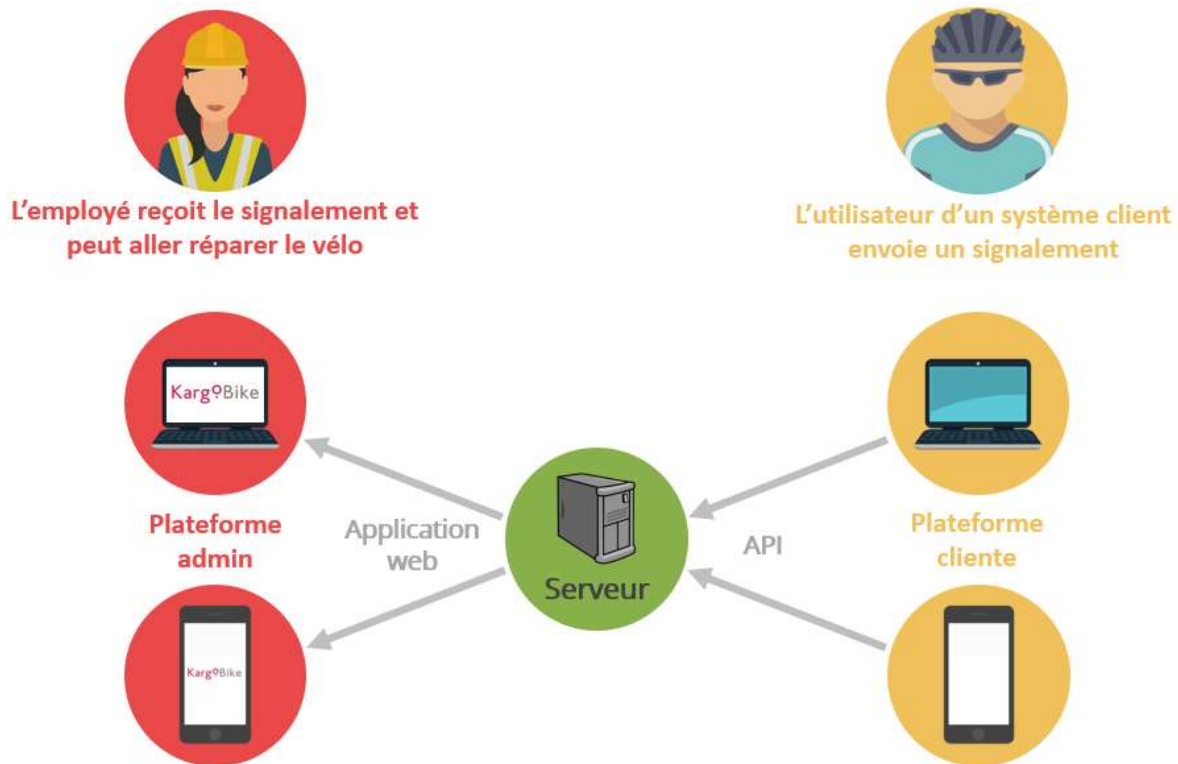 L'employé reçoit le signalement et
peut aller réparer le vélo
L'utilisateur d'un système client
envoie un signalement
KargoBike
Plateforme
admin
Application
web
Serveur
API
Plateforme
cliente
KargoBike